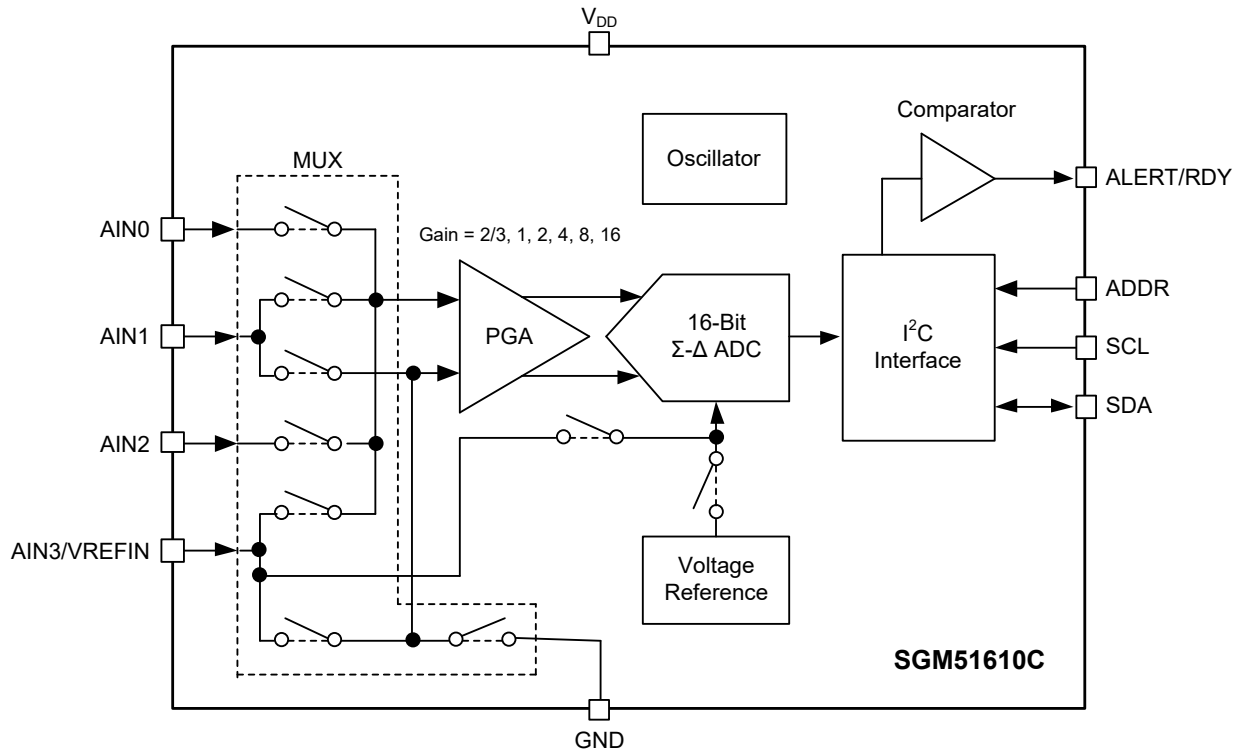 V_DD
Comparator
Oscillator
MUX
ALERT/RDY
AIN0
Gain = 2/3, 1, 2, 4, 8, 16
ADDR
AIN1
PGA
16-Bit
Σ-Δ ADC
I²C
Interface
SCL
SDA
AIN2
AIN3/VREFIN
Voltage
Reference
SGM51610C
GND